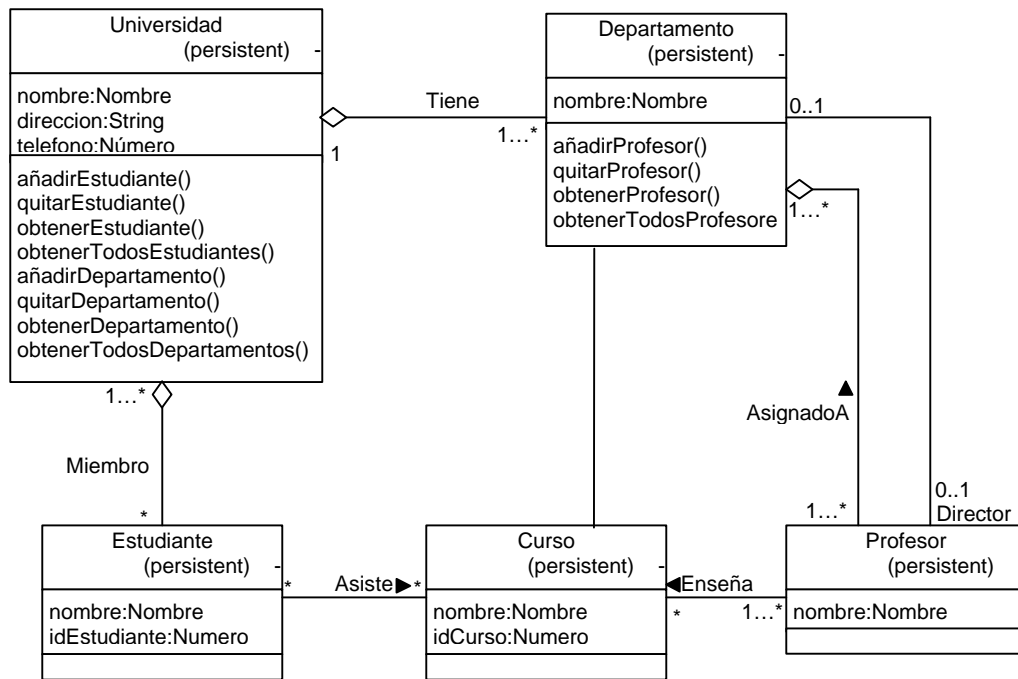 Universidad
(persistent) -
nombre:Nombre
direccion:String
telefono:Número
añadirEstudiante()
quitarEstudiante()
obtenerEstudiante()
obtenerTodosEstudiantes()
añadirDepartamento()
quitarDepartamento()
obtenerDepartamento()
obtenerTodosDepartamentos()
Tiene
1
1...*
Departamento
(persistent) -
nombre:Nombre
añadirProfesor()
quitarProfesor()
obtenerProfesor()
obtenerTodosProfesore
0..1
1...*
AsignadoA
1...*
0..1
Director
1...*
Miembro
*
Estudiante
(persistent) -
nombre:Nombre
idEstudiante:Numero
*
Asiste
*
Curso
(persistent) -
nombre:Nombre
idCurso:Numero
Enseña
*
1...*
Profesor
(persistent)
nombre:Nombre